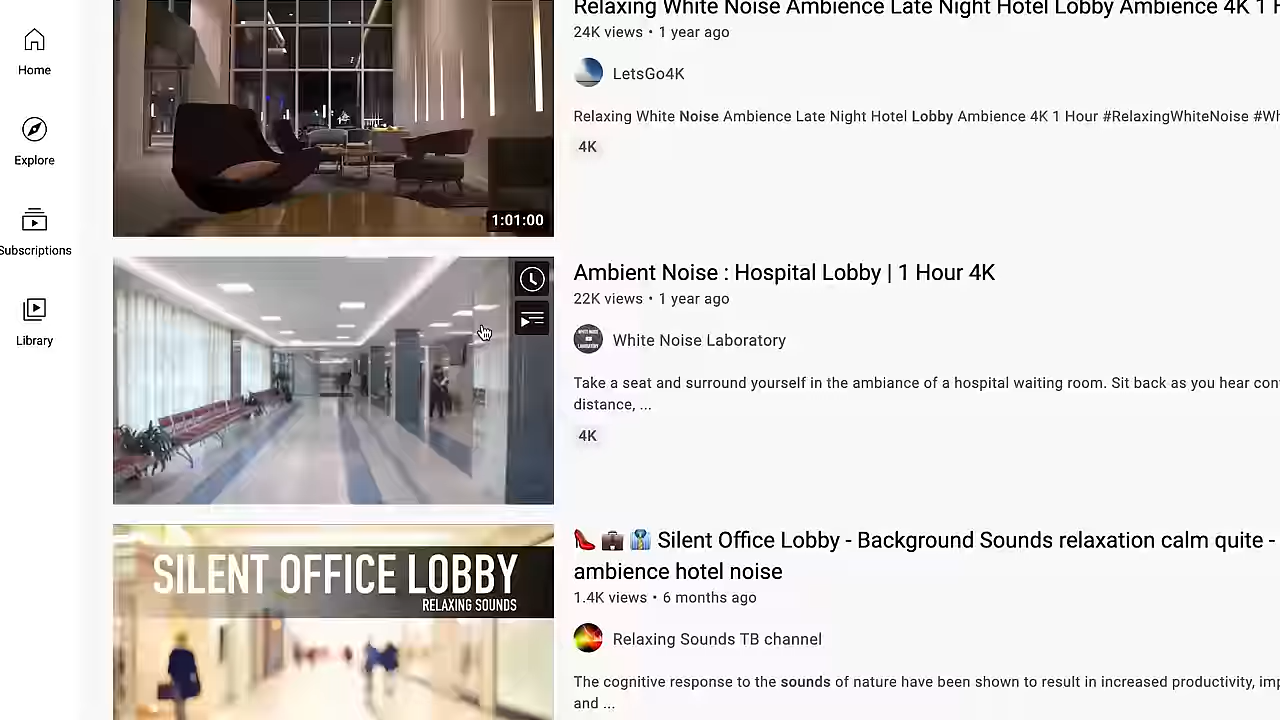 Relaxing White Noise Ambience Late Night Hotel Lobby Ambience 4K 1
24K views • 1 year ago
LetsGo4K
Relaxing White Noise Ambience Late Night Hotel Lobby Ambience 4K 1 Hour #RelaxingWhiteNoise
4K
1:01:00
Home
Explore
Subscriptions
Library
Ambient Noise : Hospital Lobby | 1 Hour 4K
22K views • 1 year ago
White Noise Laboratory
Take a seat and surround yourself in the ambiance of a hospital waiting room. Sit back as you hear
distance, ...
4K
SILENT OFFICE LOBBY
RELAXING SOUNDS
👠 💼 👔 Silent Office Lobby - Background Sounds relaxation calm quite -
ambience hotel noise
1.4K views • 6 months ago
Relaxing Sounds TB channel
The cognitive response to the sounds of nature have been shown to result in increased productivity,
and ...